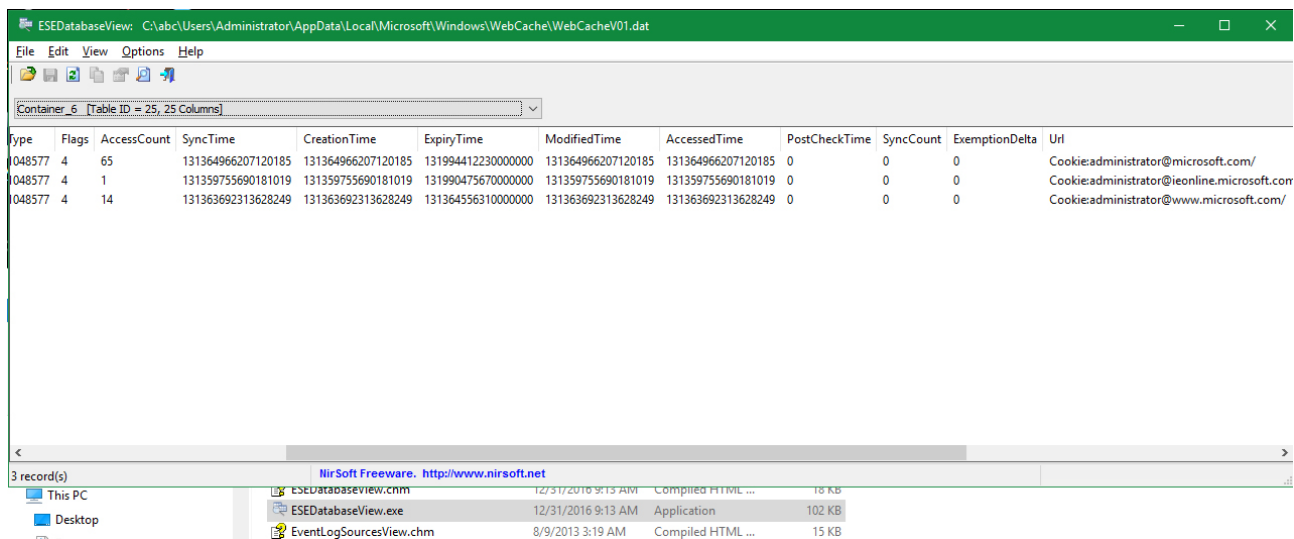 ESEDatabaseView: C:\abc\Users\Administrator\AppData\Local\Microsoft\Windows\WebCache\WebCacheV01.dat
File Edit View Options Help
Container_6 [Table ID = 25, 25 Columns]
Type Flags AccessCount SyncTime CreationTime ExpiryTime ModifiedTime AccessedTime PostCheckTime SyncCount ExemptionDelta Url
1048577 4 65 131364966207120185 131364966207120185 131994412230000000 131364966207120185 131364966207120185 0 0 0 Cookie:administrator@microsoft.com/
1048577 4 1 131359755690181019 131359755690181019 131990475670000000 131359755690181019 131359755690181019 0 0 0 Cookie:administrator@ieonline.microsoft.com
1048577 4 14 131363692313628249 131363692313628249 131364556310000000 131363692313628249 131363692313628249 0 0 0 Cookie:administrator@www.microsoft.com/
3 record(s) NirSoft Freeware. http://www.nirsoft.net
This PC ESEDatabaseView.chm 12/31/2016 9:13 AM Compiled HTML ... 18 KB
Desktop ESEDatabaseView.exe 12/31/2016 9:13 AM Application 102 KB
EventLogSourcesView.chm 8/9/2013 3:19 AM Compiled HTML ... 15 KB